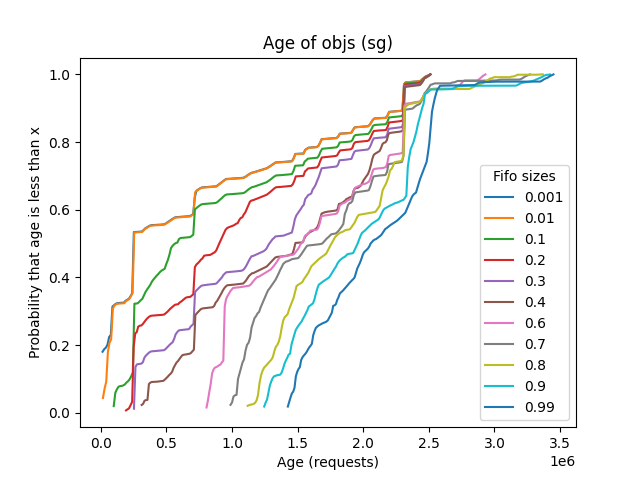 Age of objs (sg)
Probability that age is less than x
1.0
0.8
0.6
0.4
0.2
0.0
Fifo sizes
0.001
0.01
0.1
0.2
0.3
0.4
0.6
0.7
0.8
0.9
0.99
0.0 0.5 1.0 1.5 2.0 2.5 3.0 3.5
1e6
Age (requests)